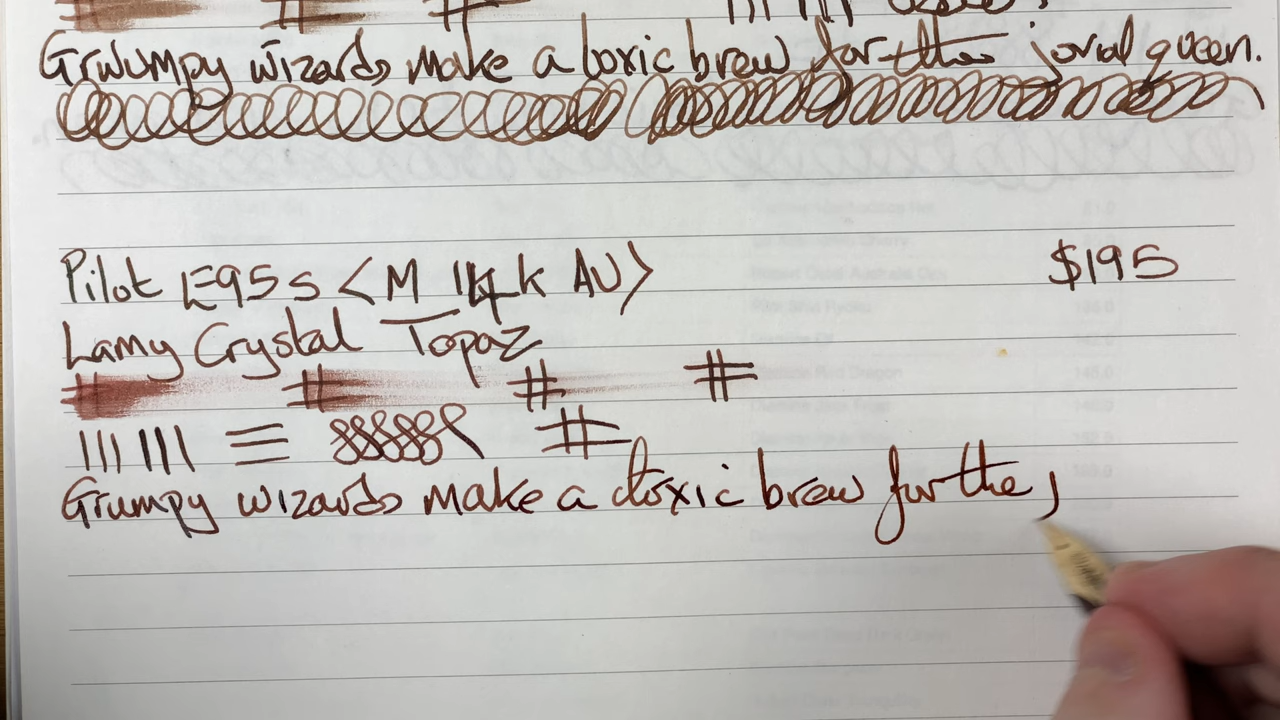 Grwumpy wizards make a toxic brew for the jovial queen.
Pilot E95s <M 14k AU> $195
Lamy Crystal Topaz
Grumpy wizards make a toxic brew for the j